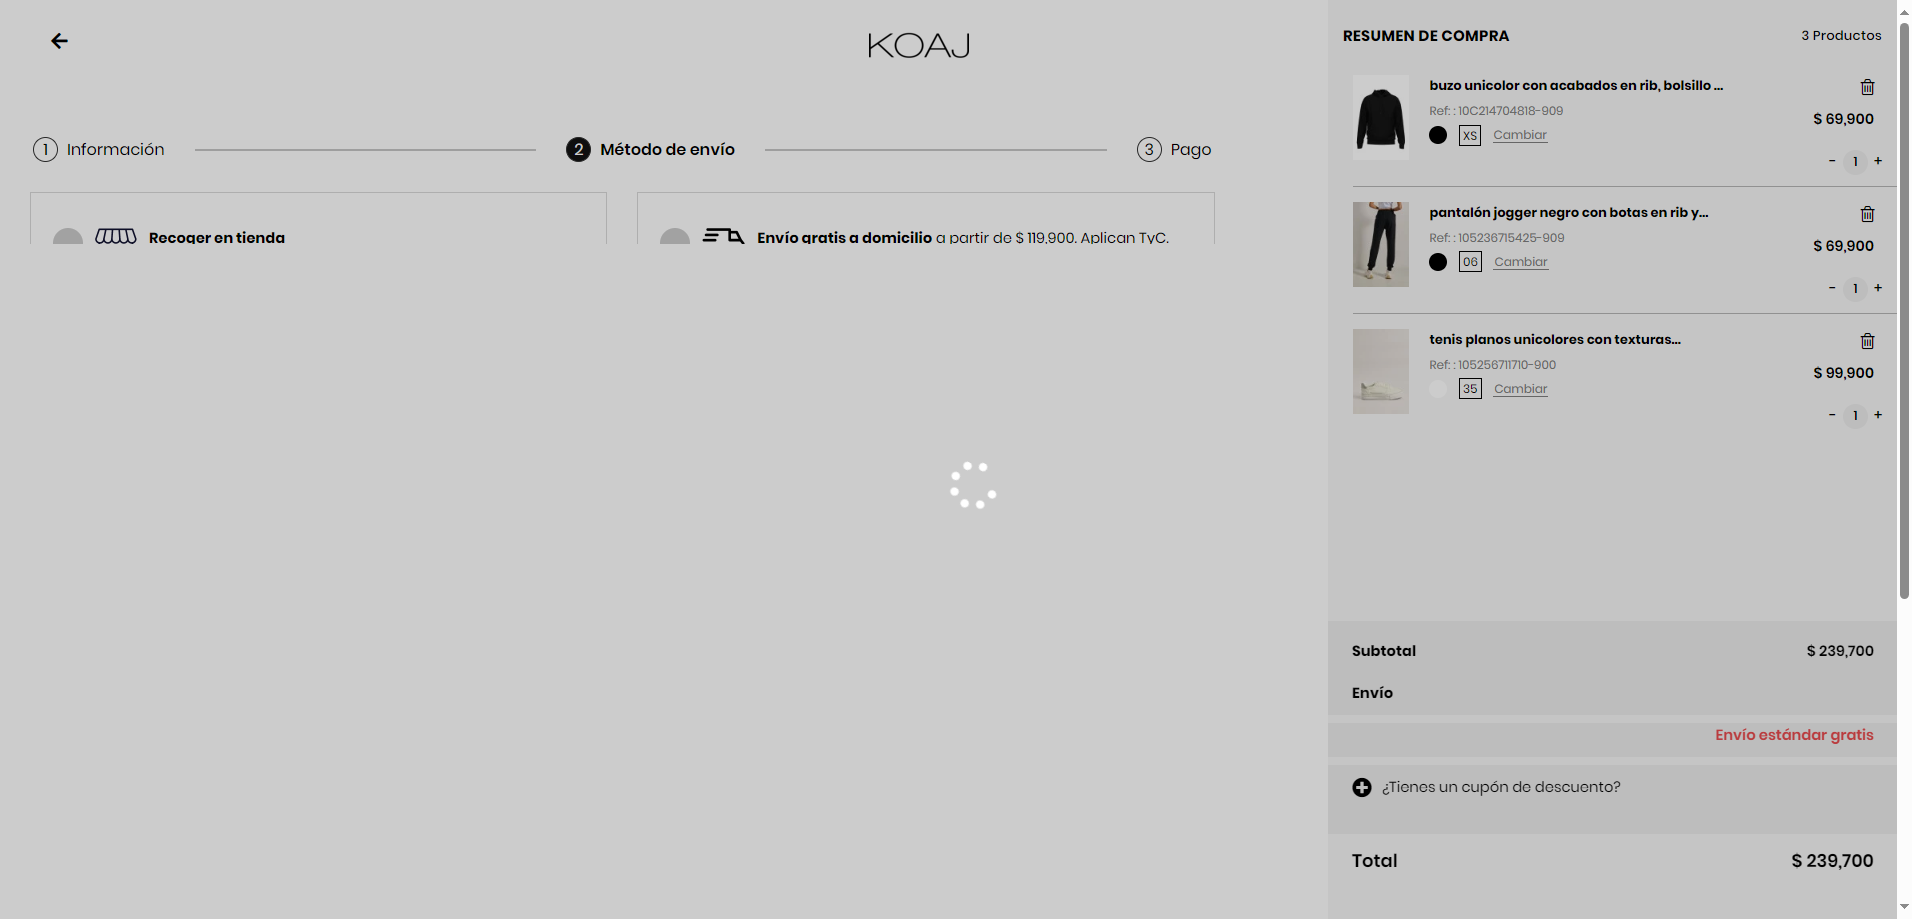 KOAJ
1 Información
2 Método de envío
3 Pago
Recoger en tienda
Envío gratis a domicilio a partir de $ 119,900. Aplican TyC.
RESUMEN DE COMPRA
3 Productos
buzo unicolor con acabados en rib, bolsillo ...
Ref: : 10C214704818-909
$ 69,900
XS Cambiar
- 1 +
pantalón jogger negro con botas en rib y...
Ref: : 105236715425-909
$ 69,900
06 Cambiar
- 1 +
tenis planos unicolores con texturas...
Ref: : 105256711710-900
$ 99,900
35 Cambiar
- 1 +
Subtotal $ 239,700
Envío
Envío estándar gratis
¿Tienes un cupón de descuento?
Total $ 239,700